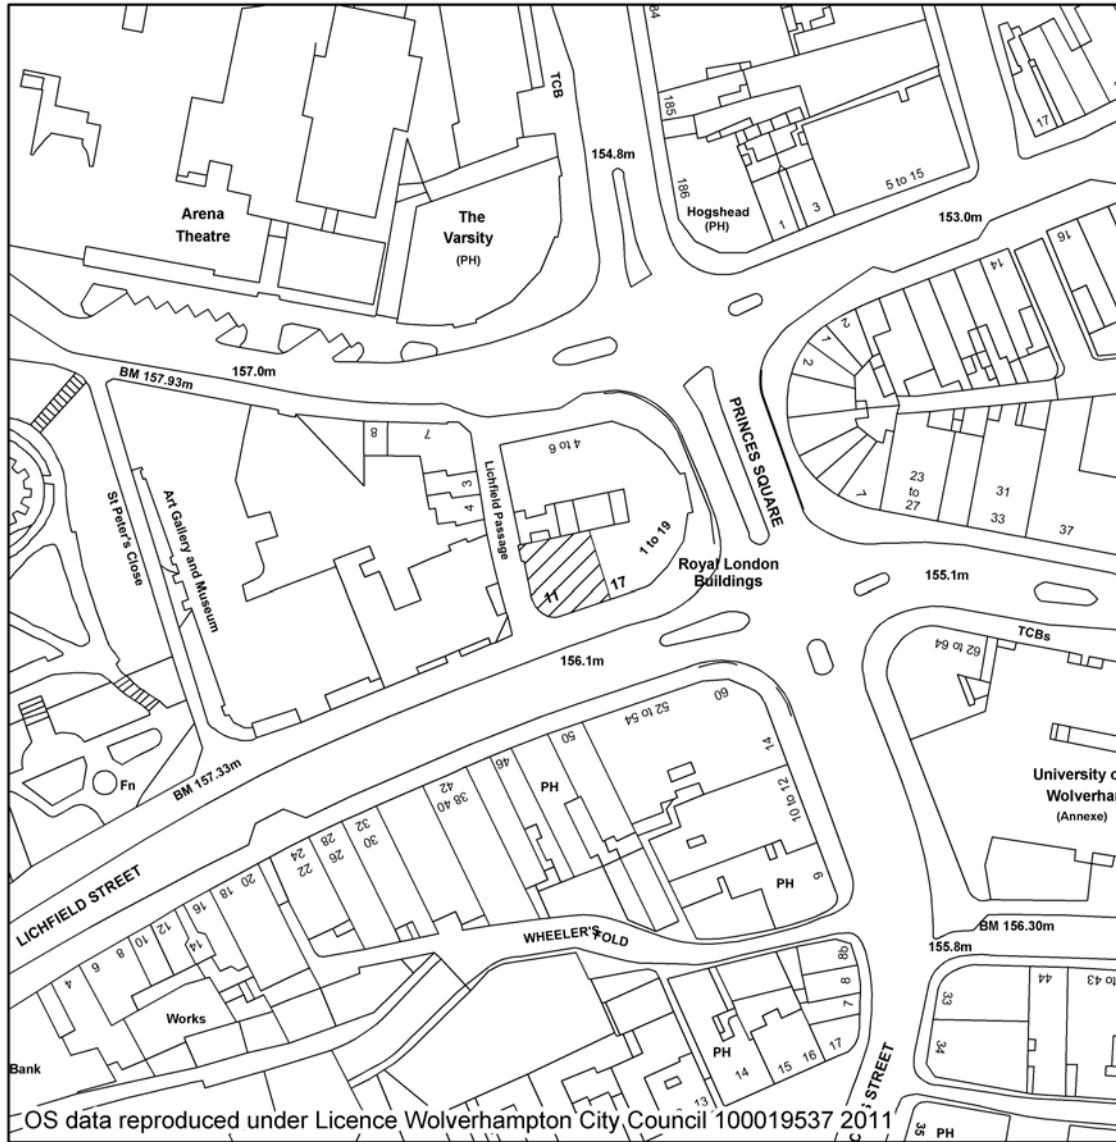 84
TCB
185
17
154.8m
186
5 to 15
Arena
Theatre
The
Varsity
(PH)
Hogshead
(PH)
1
3
153.0m
16
14
2
1
2
BM 157.93m
157.0m
PRINCES SQUARE
8
7
4 to 6
3
4
Lichfield Passage
St Peter's Close
Art Gallery and Museum
1 to 19
7
23
to
27
31
33
37
11
17
Royal London
Buildings
155.1m
TCBs
62 to 64
156.1m
60
52 to 54
50
46
PH
14
10 to 12
Fn
BM 157.33m
42
38 40
32
30
28
26
24
22
20
18
16
14
12
10
8
6
4
9
PH
University o
Wolverha
(Annexe)
LICHFIELD STREET
WHEELER'S FOLD
BM 156.30m
155.8m
8b
8
7
17
16
15
14
PH
13
Works
Bank
33
34
44
to 43
STREET
35
PH
OS data reproduced under Licence Wolverhampton City Council 100019537 2011